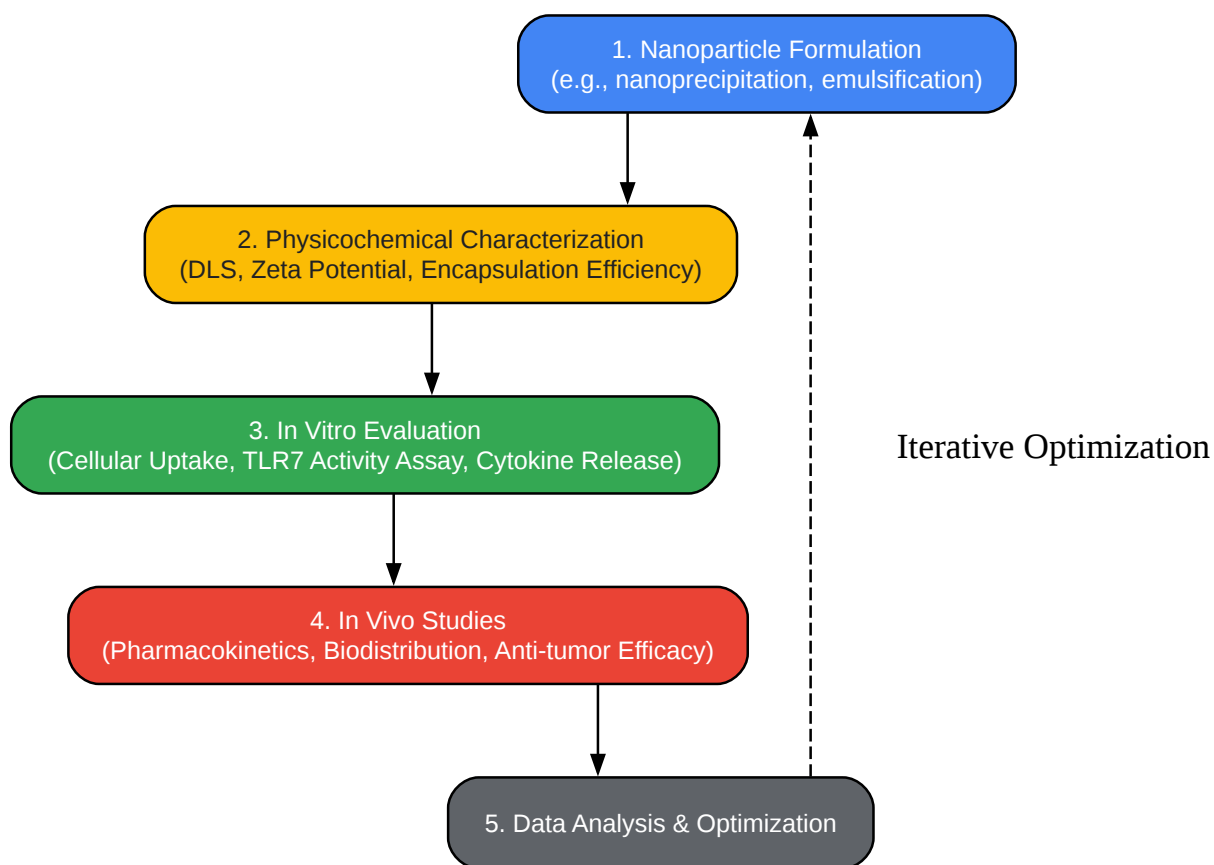 1. Nanoparticle Formulation
(e.g., nanoprecipitation, emulsification)
2. Physicochemical Characterization
(DLS, Zeta Potential, Encapsulation Efficiency)
3. In Vitro Evaluation
(Cellular Uptake, TLR7 Activity Assay, Cytokine Release)
Iterative Optimization
4. In Vivo Studies
(Pharmacokinetics, Biodistribution, Anti-tumor Efficacy)
5. Data Analysis & Optimization